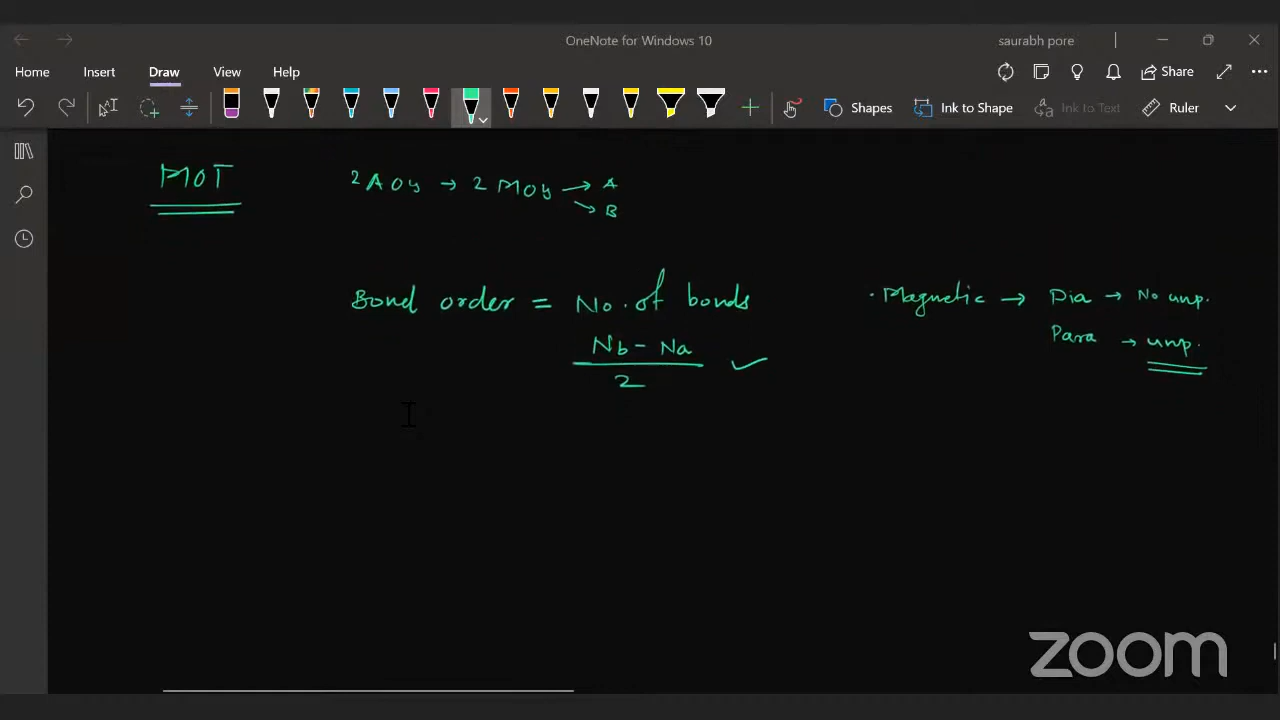 OneNote for Windows 10
saurabh pore
Home Insert Draw View Help
Share
Shapes Ink to Shape Ink to Text Ruler
MOT
2 AOs → 2 MOs → A
→ B
Bond order = No. of bonds
Nb - Na
2
. Magnetic → Dia → No unp.
Para → unp.
zoom